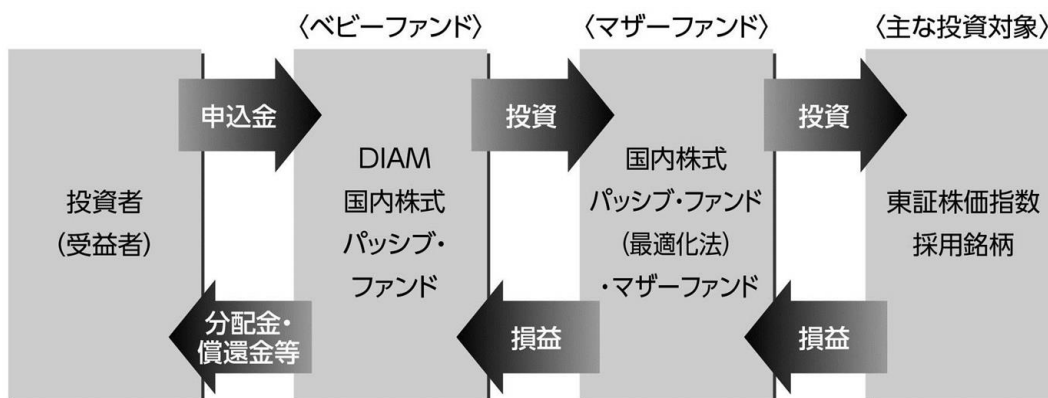 〈ベビーファンド〉
〈マザーファンド〉
〈主な投資対象〉
申込金
投資
投資
投資者
(受益者)
DIAM
国内株式
パッシブ・
ファンド
国内株式
パッシブ・ファンド
(最適化法)
・マザーファンド
東証株価指数
採用銘柄
分配金・
償還金等
損益
損益